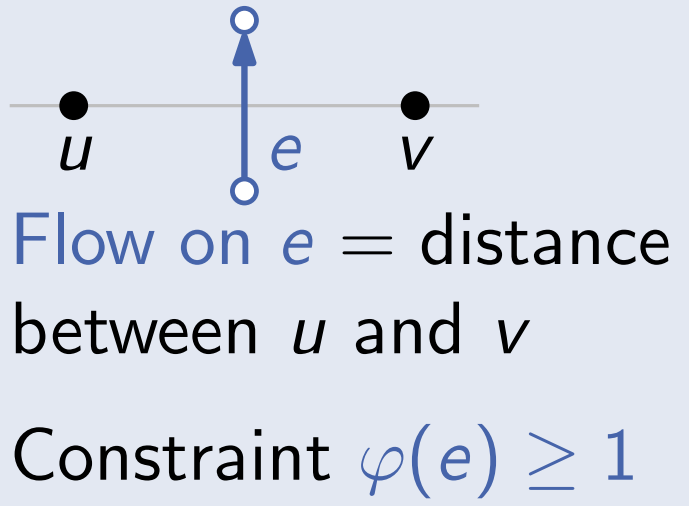 u e v
Flow on e = distance
between u and v
Constraint φ(e) ≥ 1